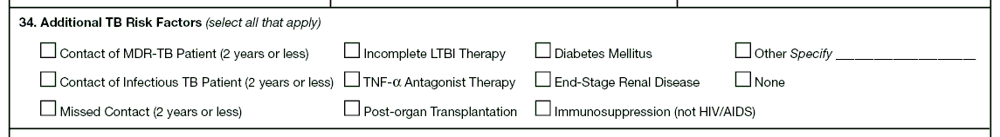 34. Additional TB Risk Factors (select all that apply)
Contact of MDR-TB Patient (2 years or less) Incomplete LTBI Therapy Diabetes Mellitus Other Specify ____________________
Contact of Infectious TB Patient (2 years or less) TNF-α Antagonist Therapy End-Stage Renal Disease None
Missed Contact (2 years or less) Post-organ Transplantation Immunosuppression (not HIV/AIDS)